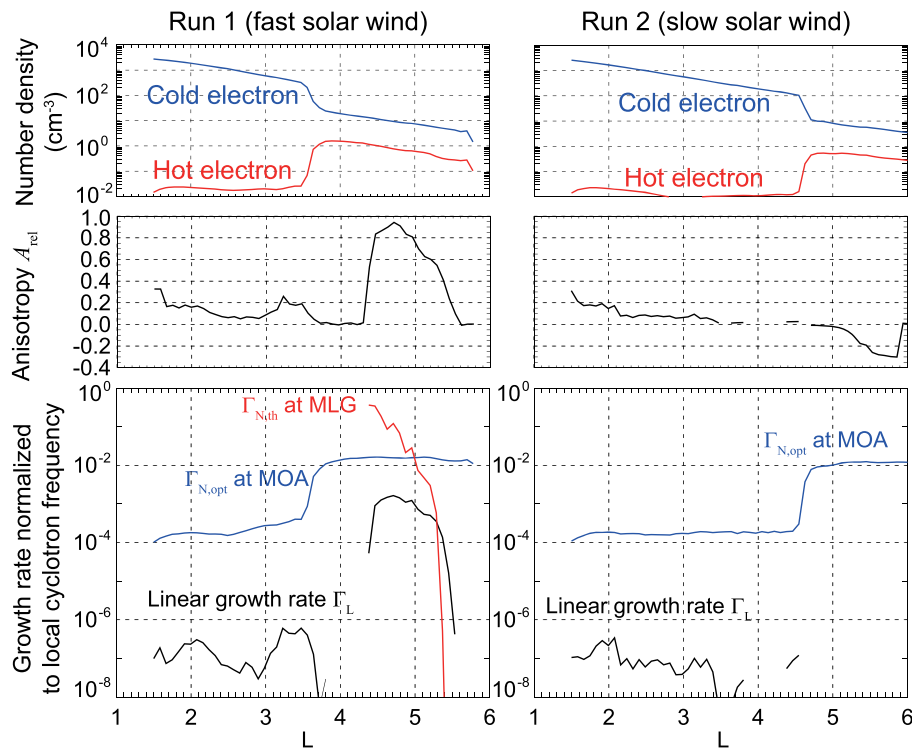 Run 1 (fast solar wind)
Run 2 (slow solar wind)
Number density
(cm-3)
10^4
10^2
10^0
10^-2
Cold electron
Hot electron
Cold electron
Hot electron
Anisotropy A_rel
1.0
0.8
0.6
0.4
0.2
0.0
-0.2
-0.4
Growth rate normalized
to local cyclotron frequency
10^0
10^-2
10^-4
10^-6
10^-8
Γ_N,th at MLG
Γ_N,opt at MOA
Linear growth rate Γ_L
1 2 3 4 5 6
L
10^0
10^-2
10^-4
10^-6
10^-8
Γ_N,opt at MOA
Linear growth rate Γ_L
1 2 3 4 5 6
L